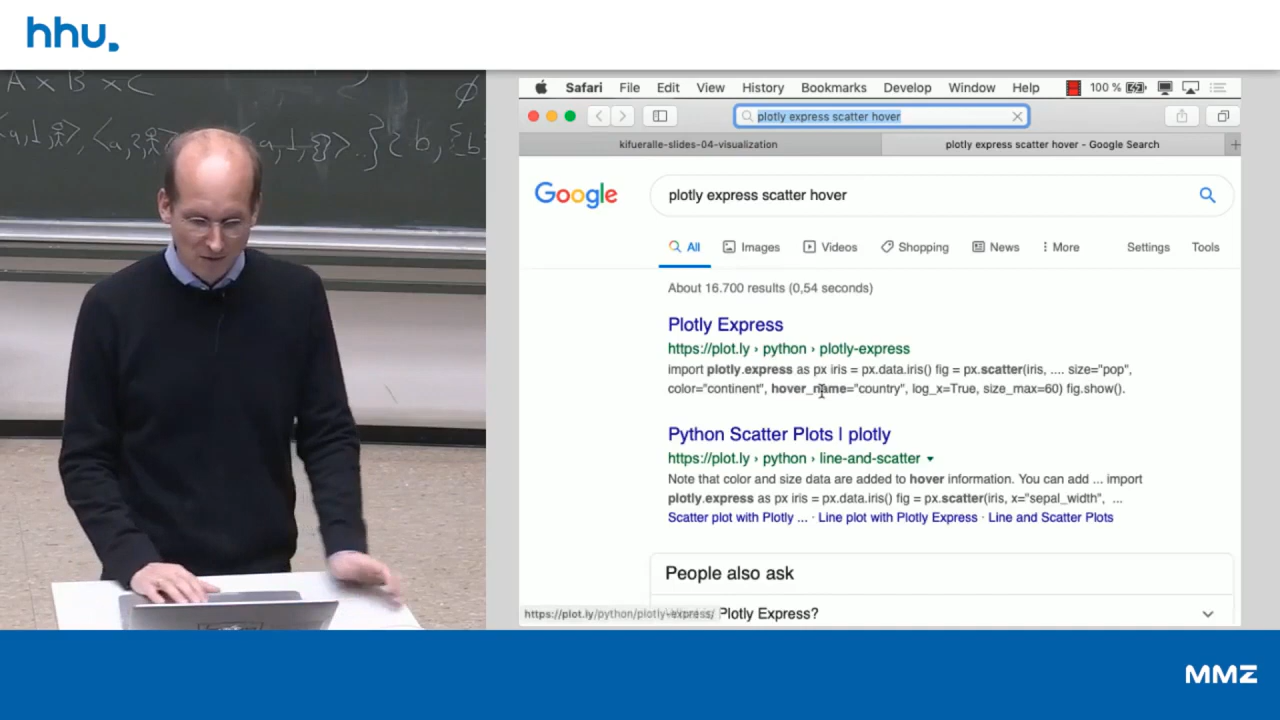 hhu.
A x B x C
Safari File Edit View History Bookmarks Develop Window Help 100 %
plotly express scatter hover
kifueralle-slides-04-visualization
plotly express scatter hover - Google Search
Google
plotly express scatter hover
All Images Videos Shopping News More Settings Tools
About 16.700 results (0,54 seconds)
Plotly Express
https://plot.ly › python › plotly-express
import plotly.express as px iris = px.data.iris() fig = px.scatter(iris, .... size="pop",
color="continent", hover_name="country", log_x=True, size_max=60) fig.show().
Python Scatter Plots | plotly
https://plot.ly › python › line-and-scatter
Note that color and size data are added to hover information. You can add ... import
plotly.express as px iris = px.data.iris() fig = px.scatter(iris, x="sepal_width", ...
Scatter plot with Plotly ... · Line plot with Plotly Express · Line and Scatter Plots
People also ask
https://plot.ly/python/plotly-express/ Plotly Express?
MMZ